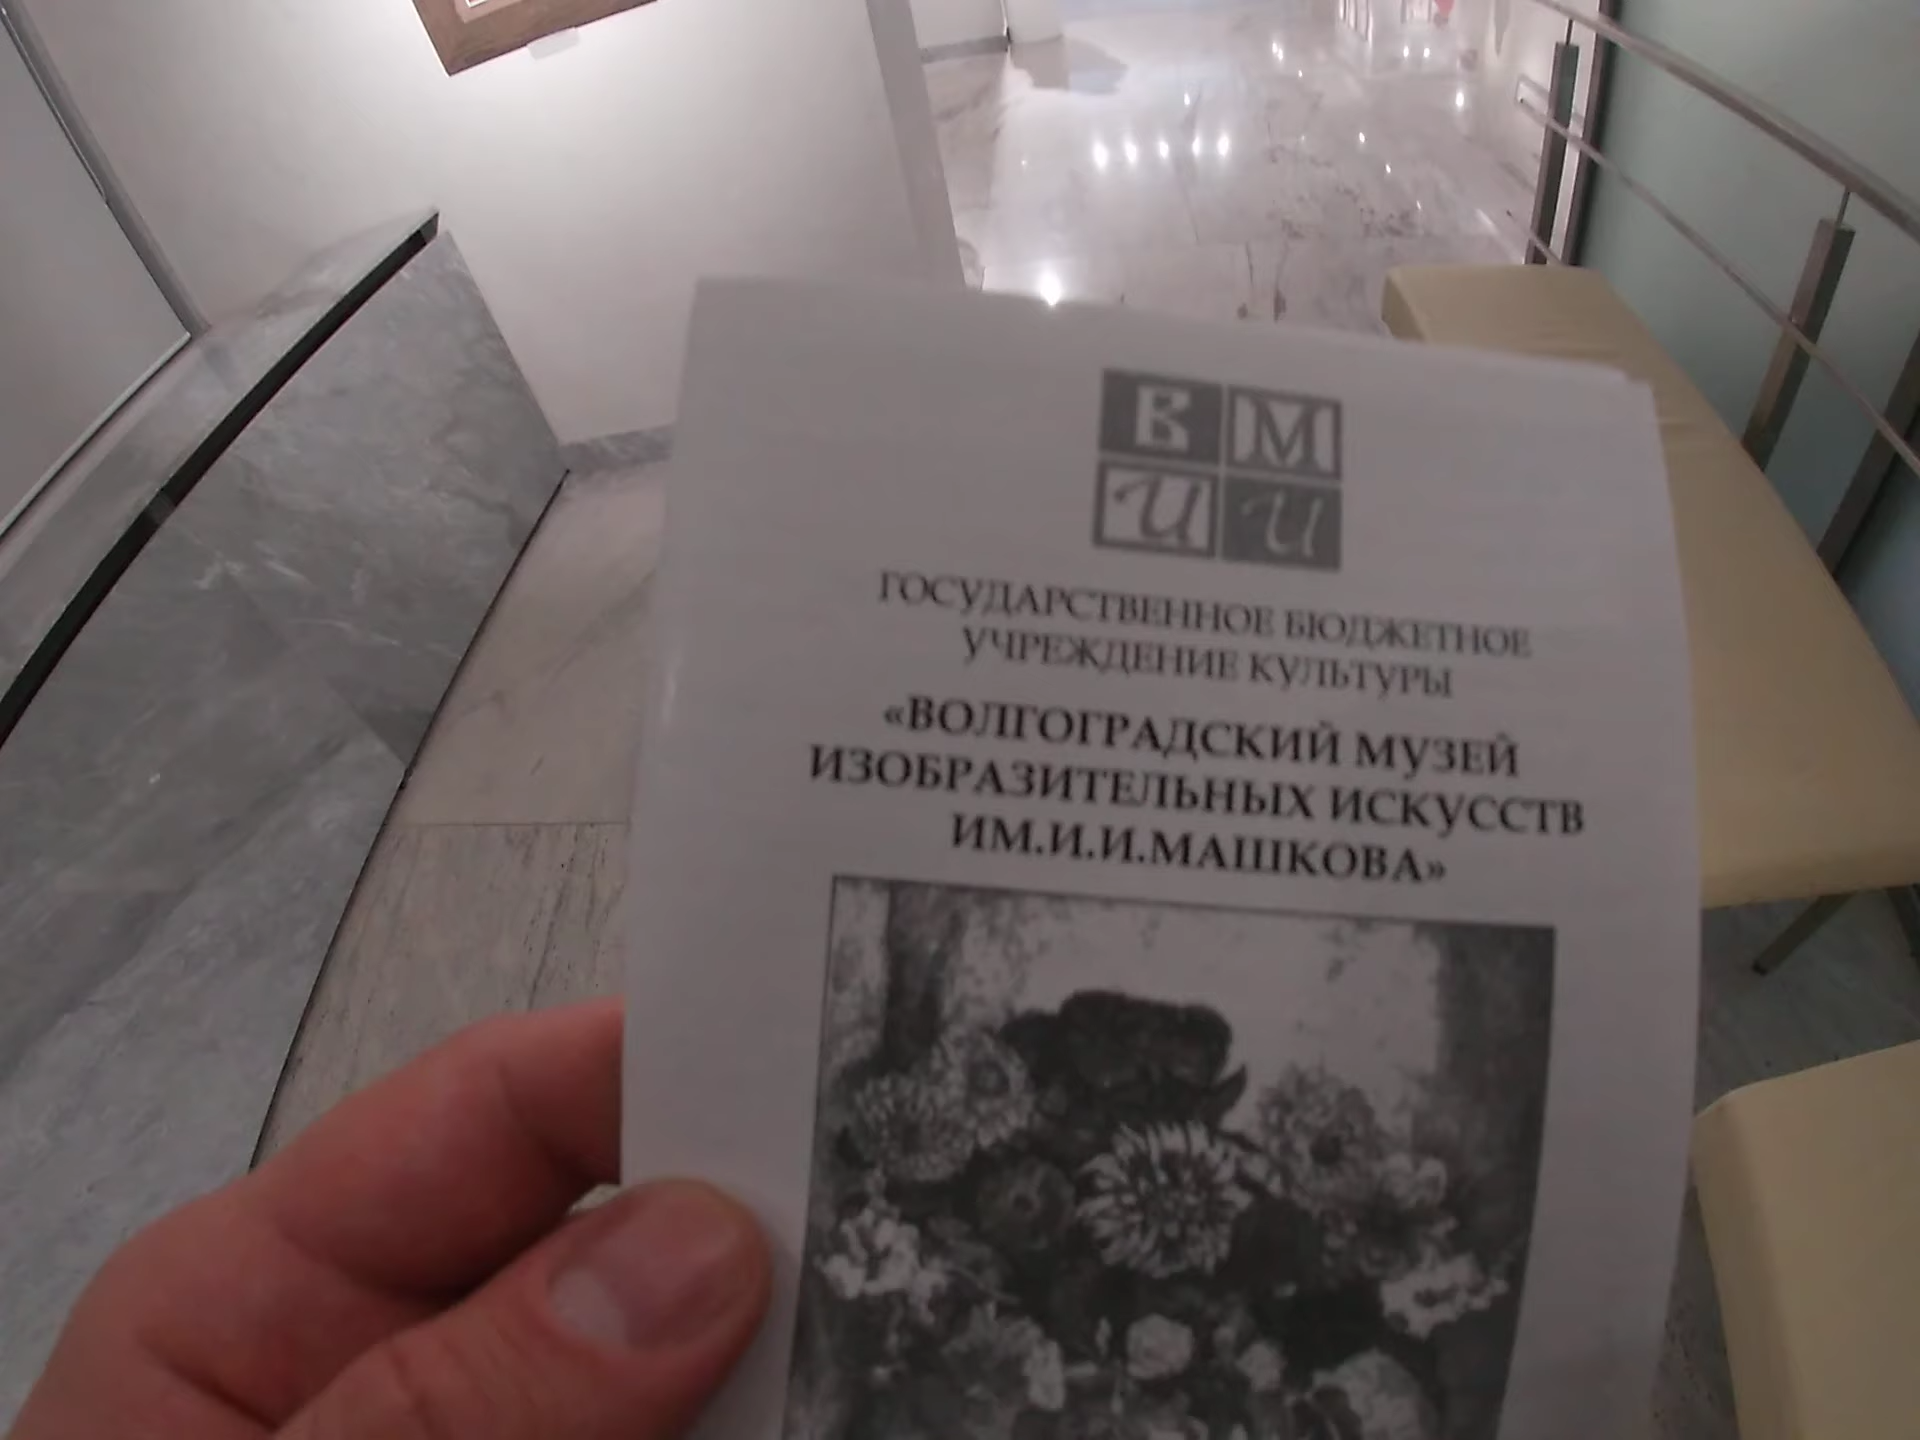 В М
И И
ГОСУДАРСТВЕННОЕ БЮДЖЕТНОЕ
УЧРЕЖДЕНИЕ КУЛЬТУРЫ
«ВОЛГОГРАДСКИЙ МУЗЕЙ
ИЗОБРАЗИТЕЛЬНЫХ ИСКУССТВ
ИМ.И.И.МАШКОВА»